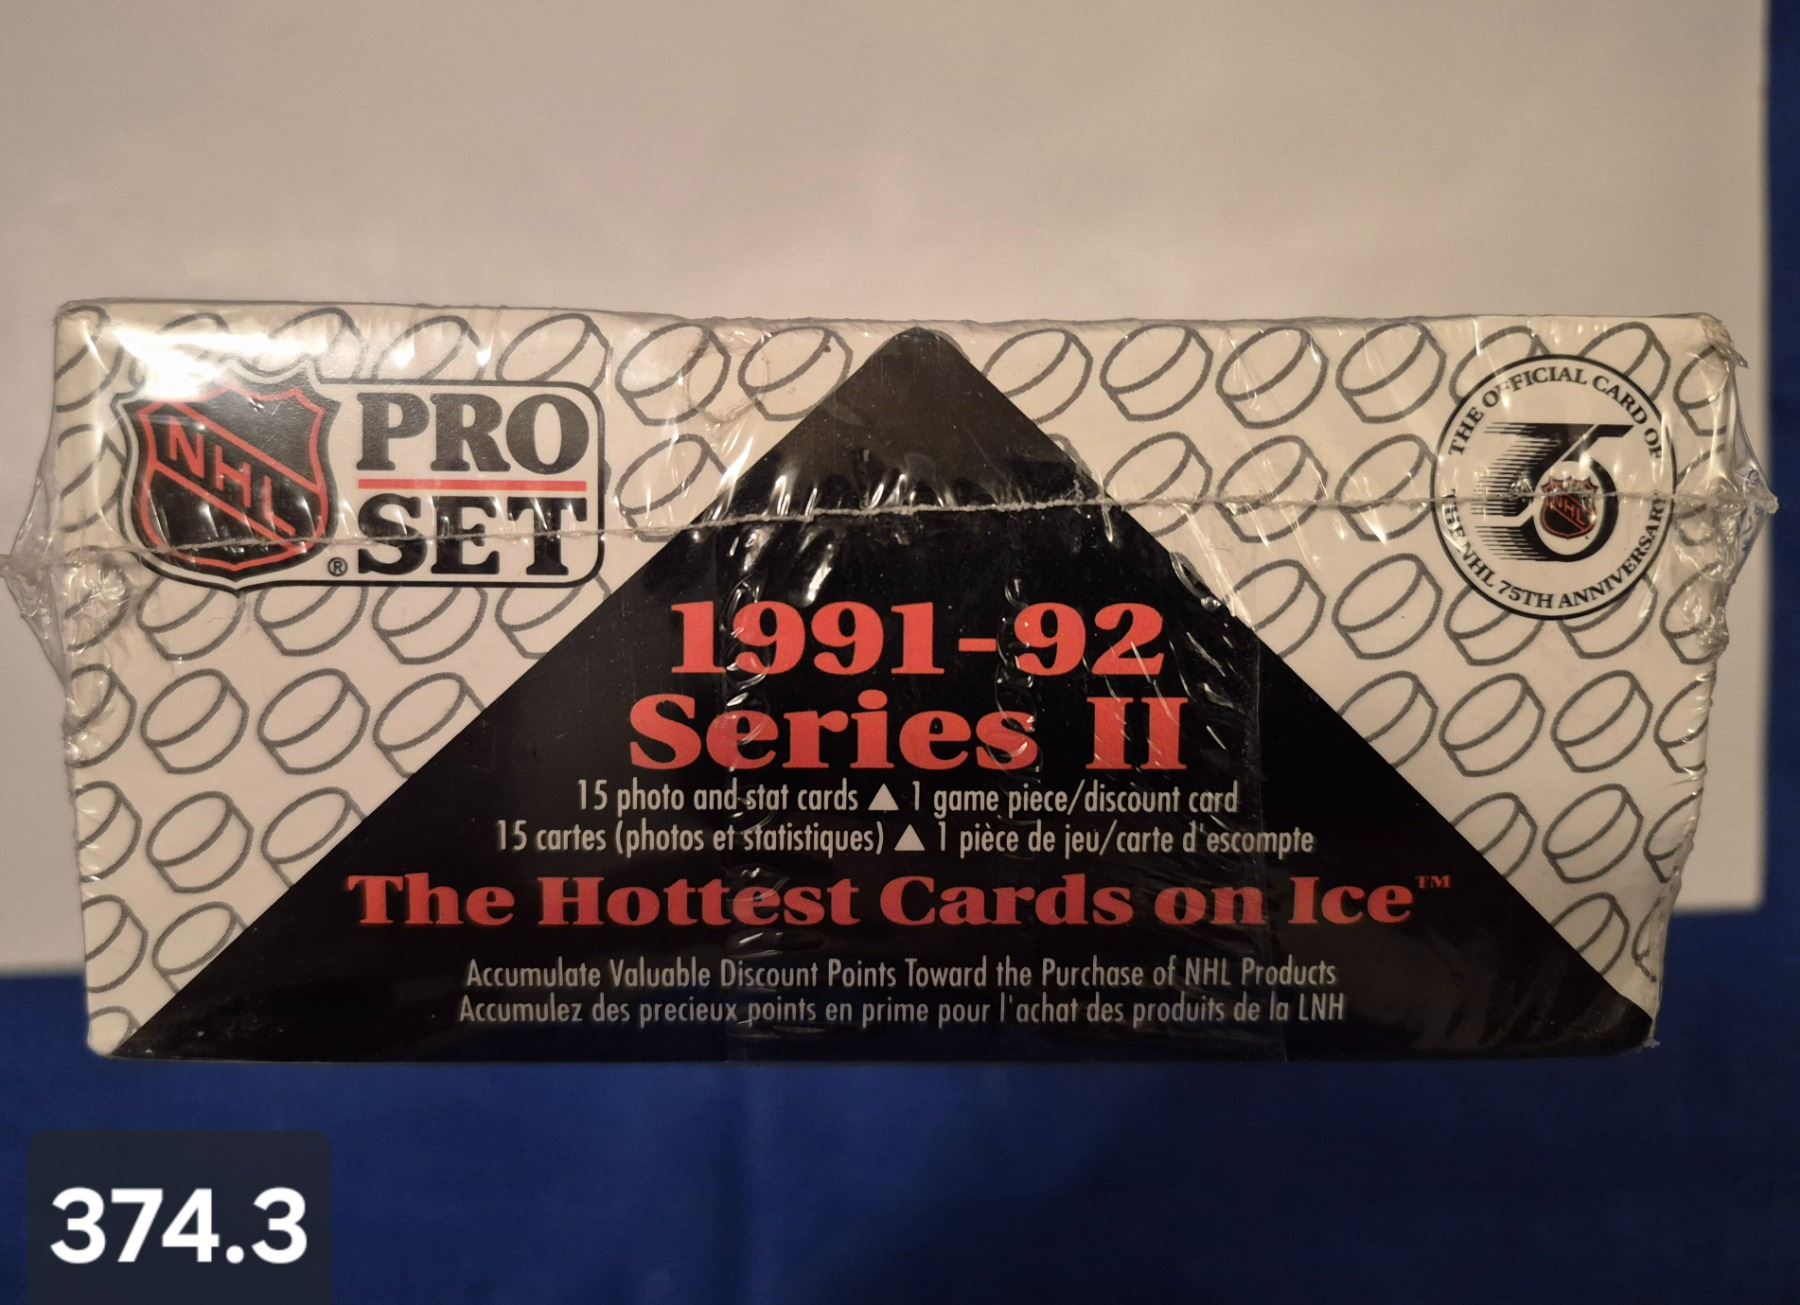 NHL
PRO
SET
®
THE OFFICIAL CARD OF
75
NHL
THE NHL 75TH ANNIVERSARY
1991-92
Series II
15 photo and stat cards ▲ 1 game piece/discount card
15 cartes (photos et statistiques) ▲ 1 pièce de jeu/carte d'escompte
The Hottest Cards on Ice™
Accumulate Valuable Discount Points Toward the Purchase of NHL Products
Accumulez des precieux points en prime pour l'achat des produits de la LNH
374.3